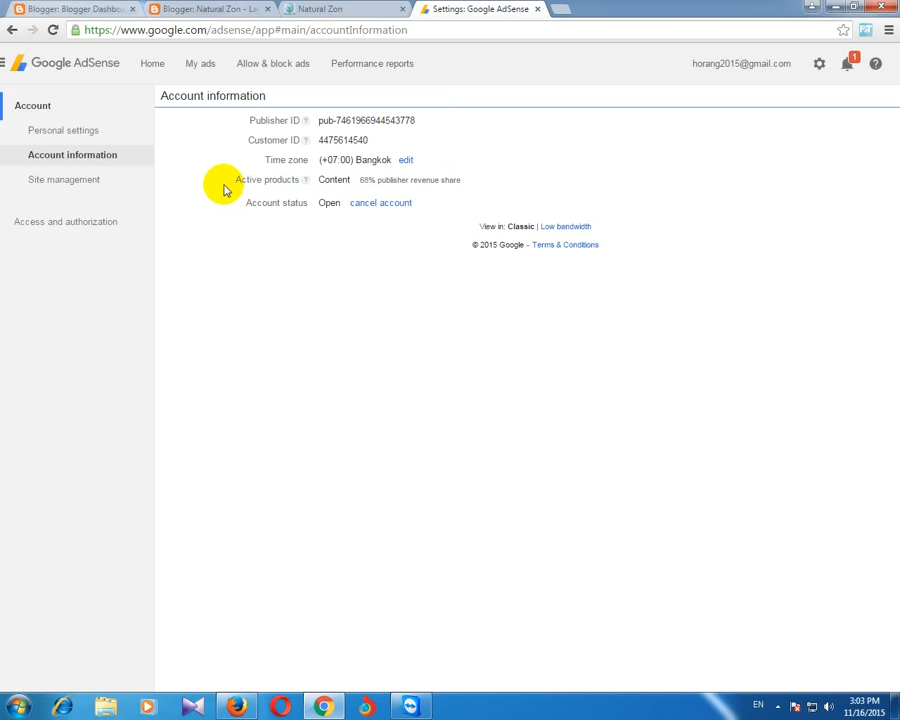 Blogger: Blogger Dashbo
Blogger: Natural Zon - La
Natural Zon
Settings: Google AdSense
https://www.google.com/adsense/app#main/accountInformation
Google AdSense
Home
My ads
Allow & block ads
Performance reports
horang2015@gmail.com
1
?
Account
Personal settings
Account information
Site management
Access and authorization
Account information
Publisher ID ? pub-7461966944543778
Customer ID ? 4475614540
Time zone (+07:00) Bangkok edit
Active products ? Content 68% publisher revenue share
Account status Open cancel account
View in: Classic | Low bandwidth
© 2015 Google - Terms & Conditions
EN
3:03 PM
11/16/2015